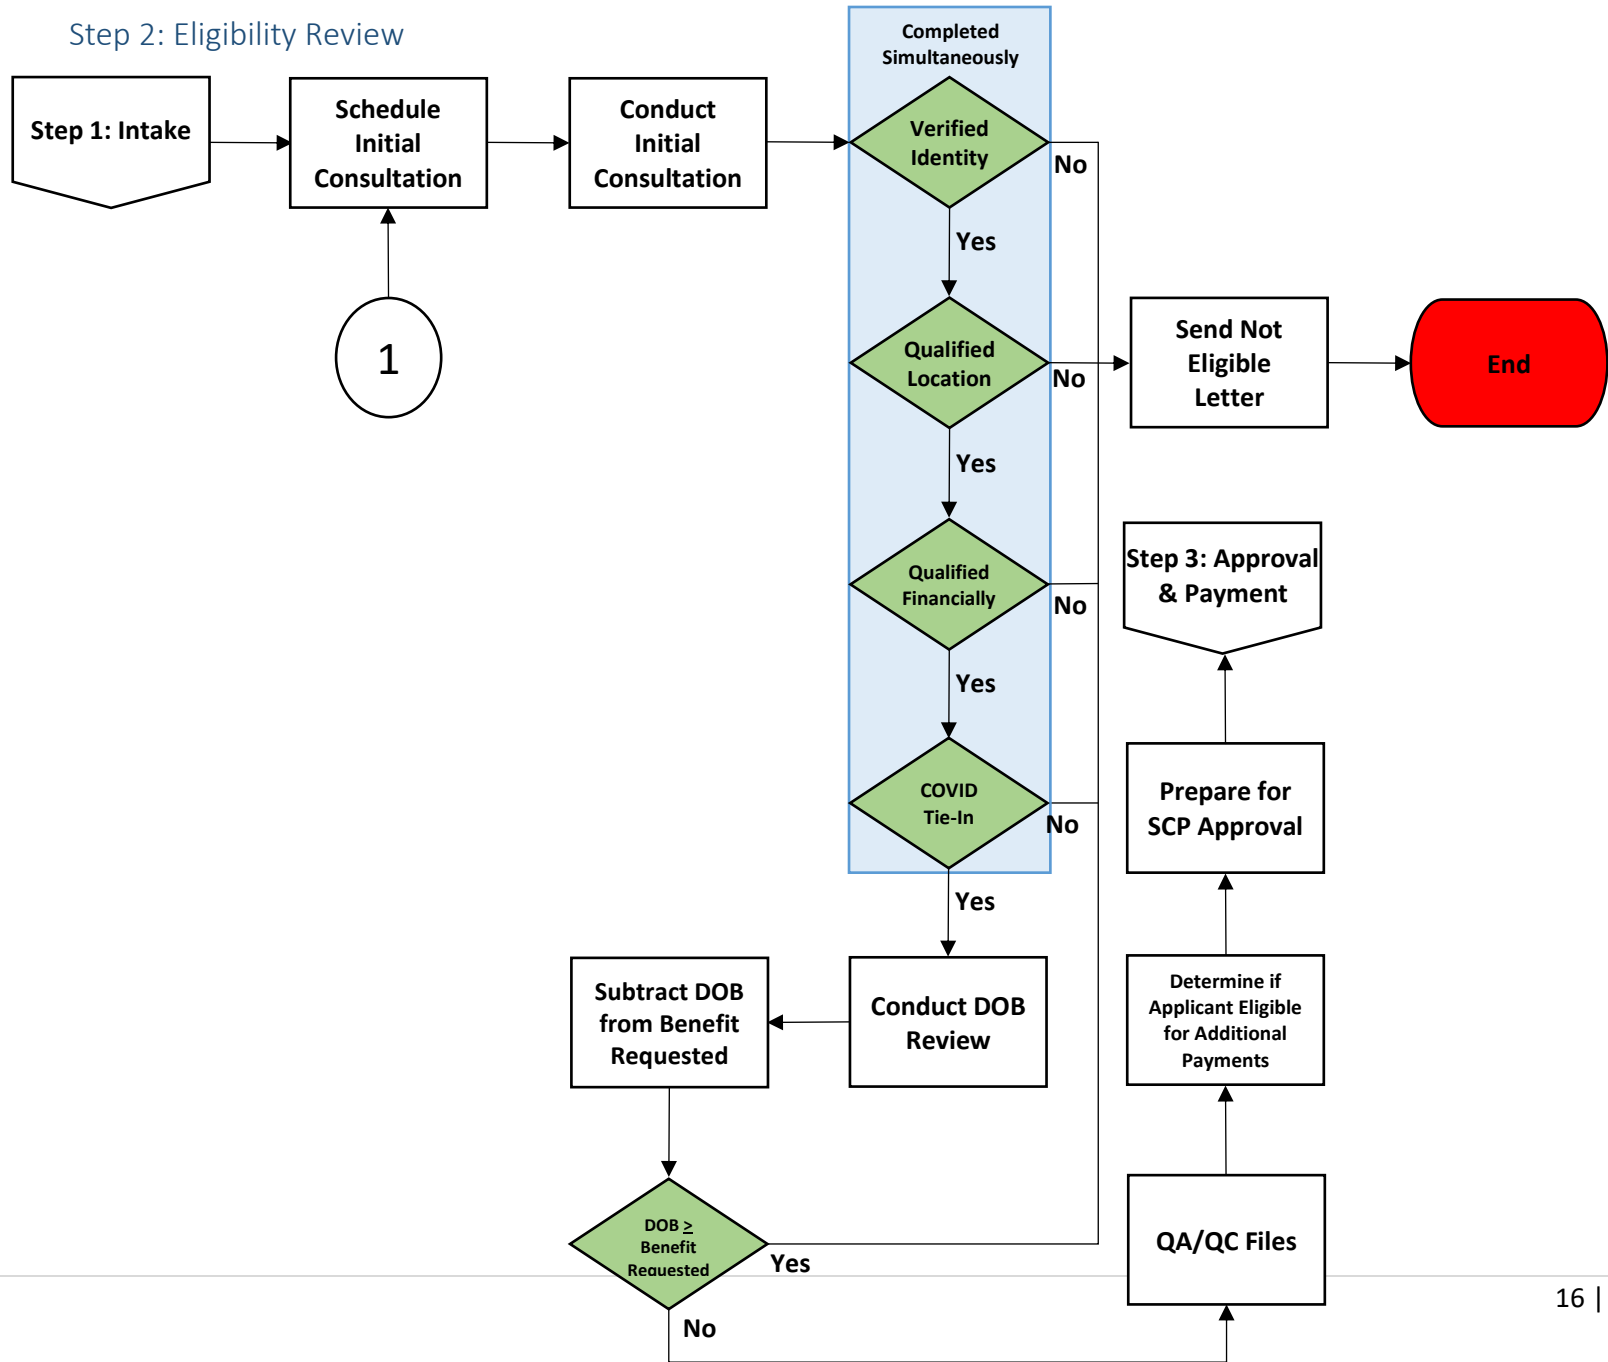 Step 2: Eligibility Review
Completed
Simultaneously
Step 1: Intake
Schedule
Initial
Consultation
Conduct
Initial
Consultation
Verified
Identity
No
Yes
1
Qualified
Location
No
Send Not
Eligible
Letter
End
Yes
Qualified
Financially
No
Step 3: Approval
& Payment
Yes
COVID
Tie-In
No
Prepare for
SCP Approval
Yes
Subtract DOB
from Benefit
Requested
Conduct DOB
Review
Determine if
Applicant Eligible
for Additional
Payments
DOB ≥
Benefit
Requested
Yes
QA/QC Files
No
16 |